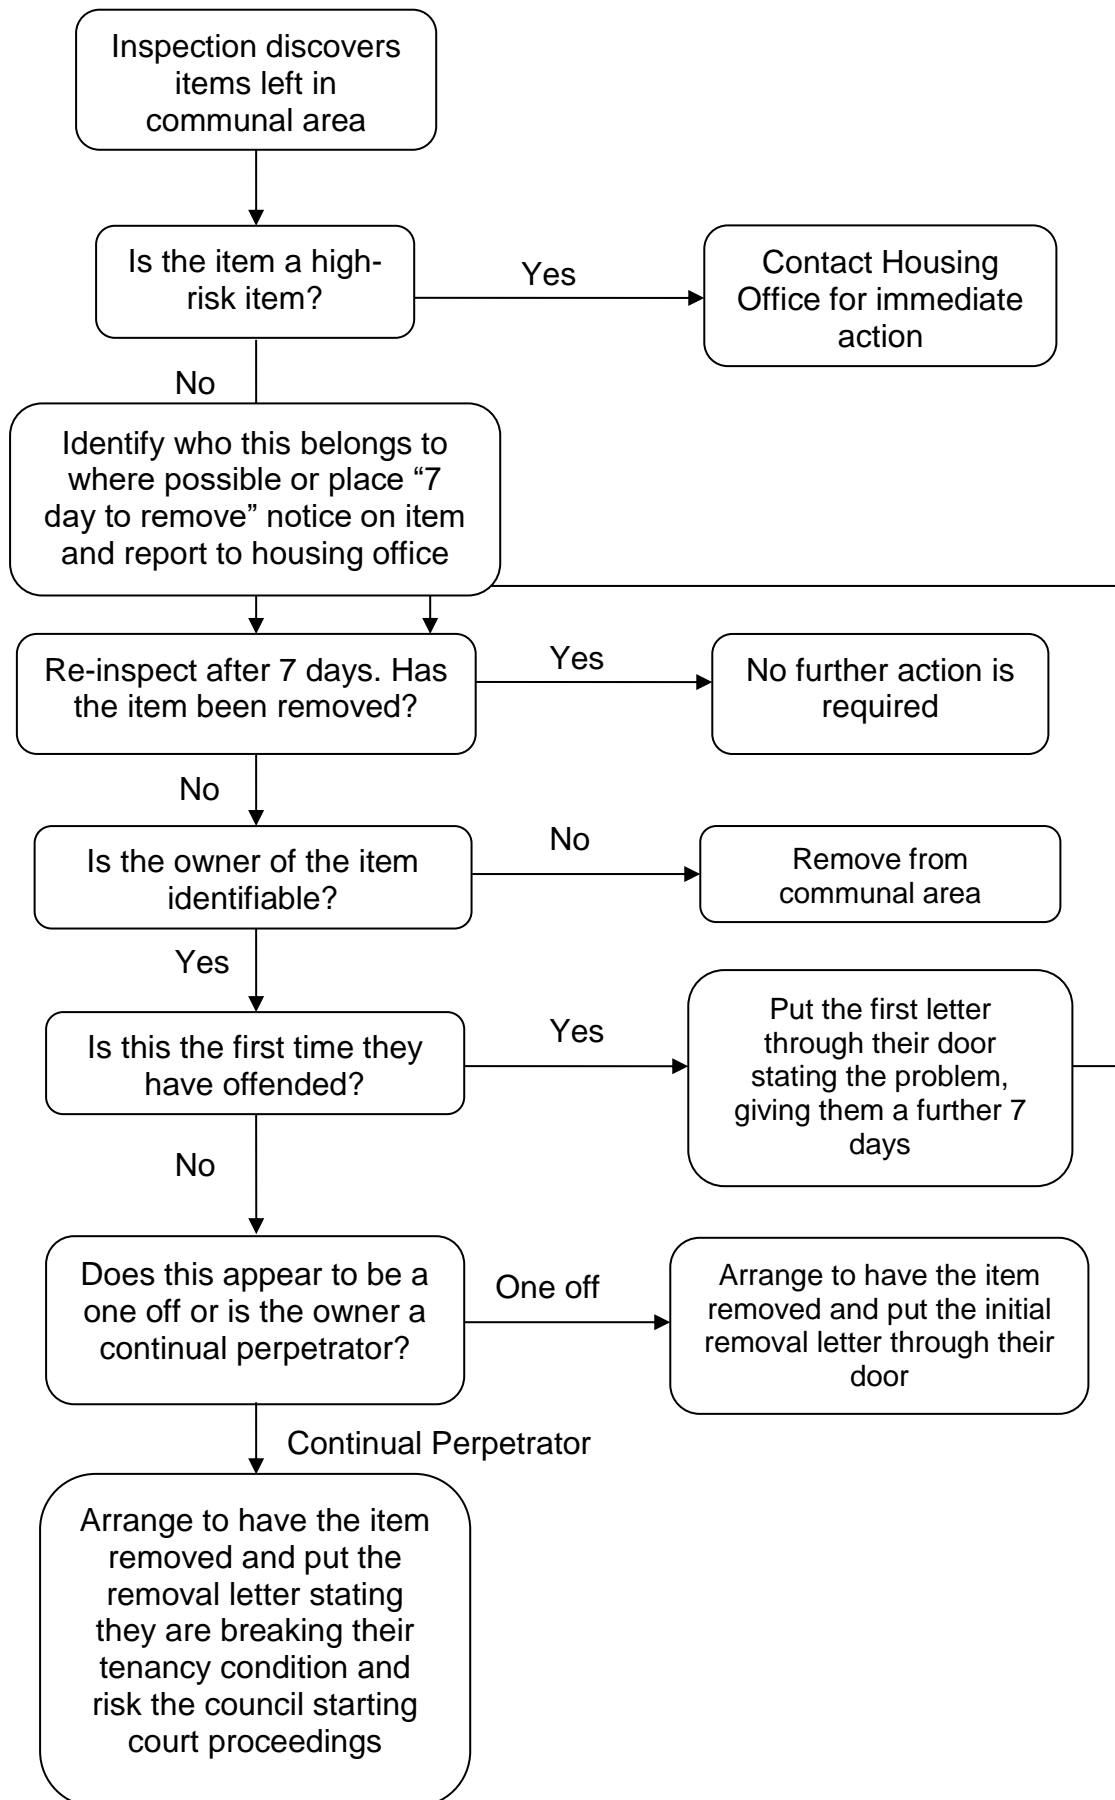 Inspection discovers
items left in
communal area
Is the item a high-
risk item?
Yes
Contact Housing
Office for immediate
action
No
Identify who this belongs to
where possible or place “7
day to remove” notice on item
and report to housing office
Re-inspect after 7 days. Has
the item been removed?
Yes
No further action is
required
No
Is the owner of the item
identifiable?
No
Remove from
communal area
Yes
Is this the first time they
have offended?
Yes
Put the first letter
through their door
stating the problem,
giving them a further 7
days
No
Does this appear to be a
one off or is the owner a
continual perpetrator?
One off
Arrange to have the item
removed and put the initial
removal letter through their
door
Continual Perpetrator
Arrange to have the item
removed and put the
removal letter stating
they are breaking their
tenancy condition and
risk the council starting
court proceedings